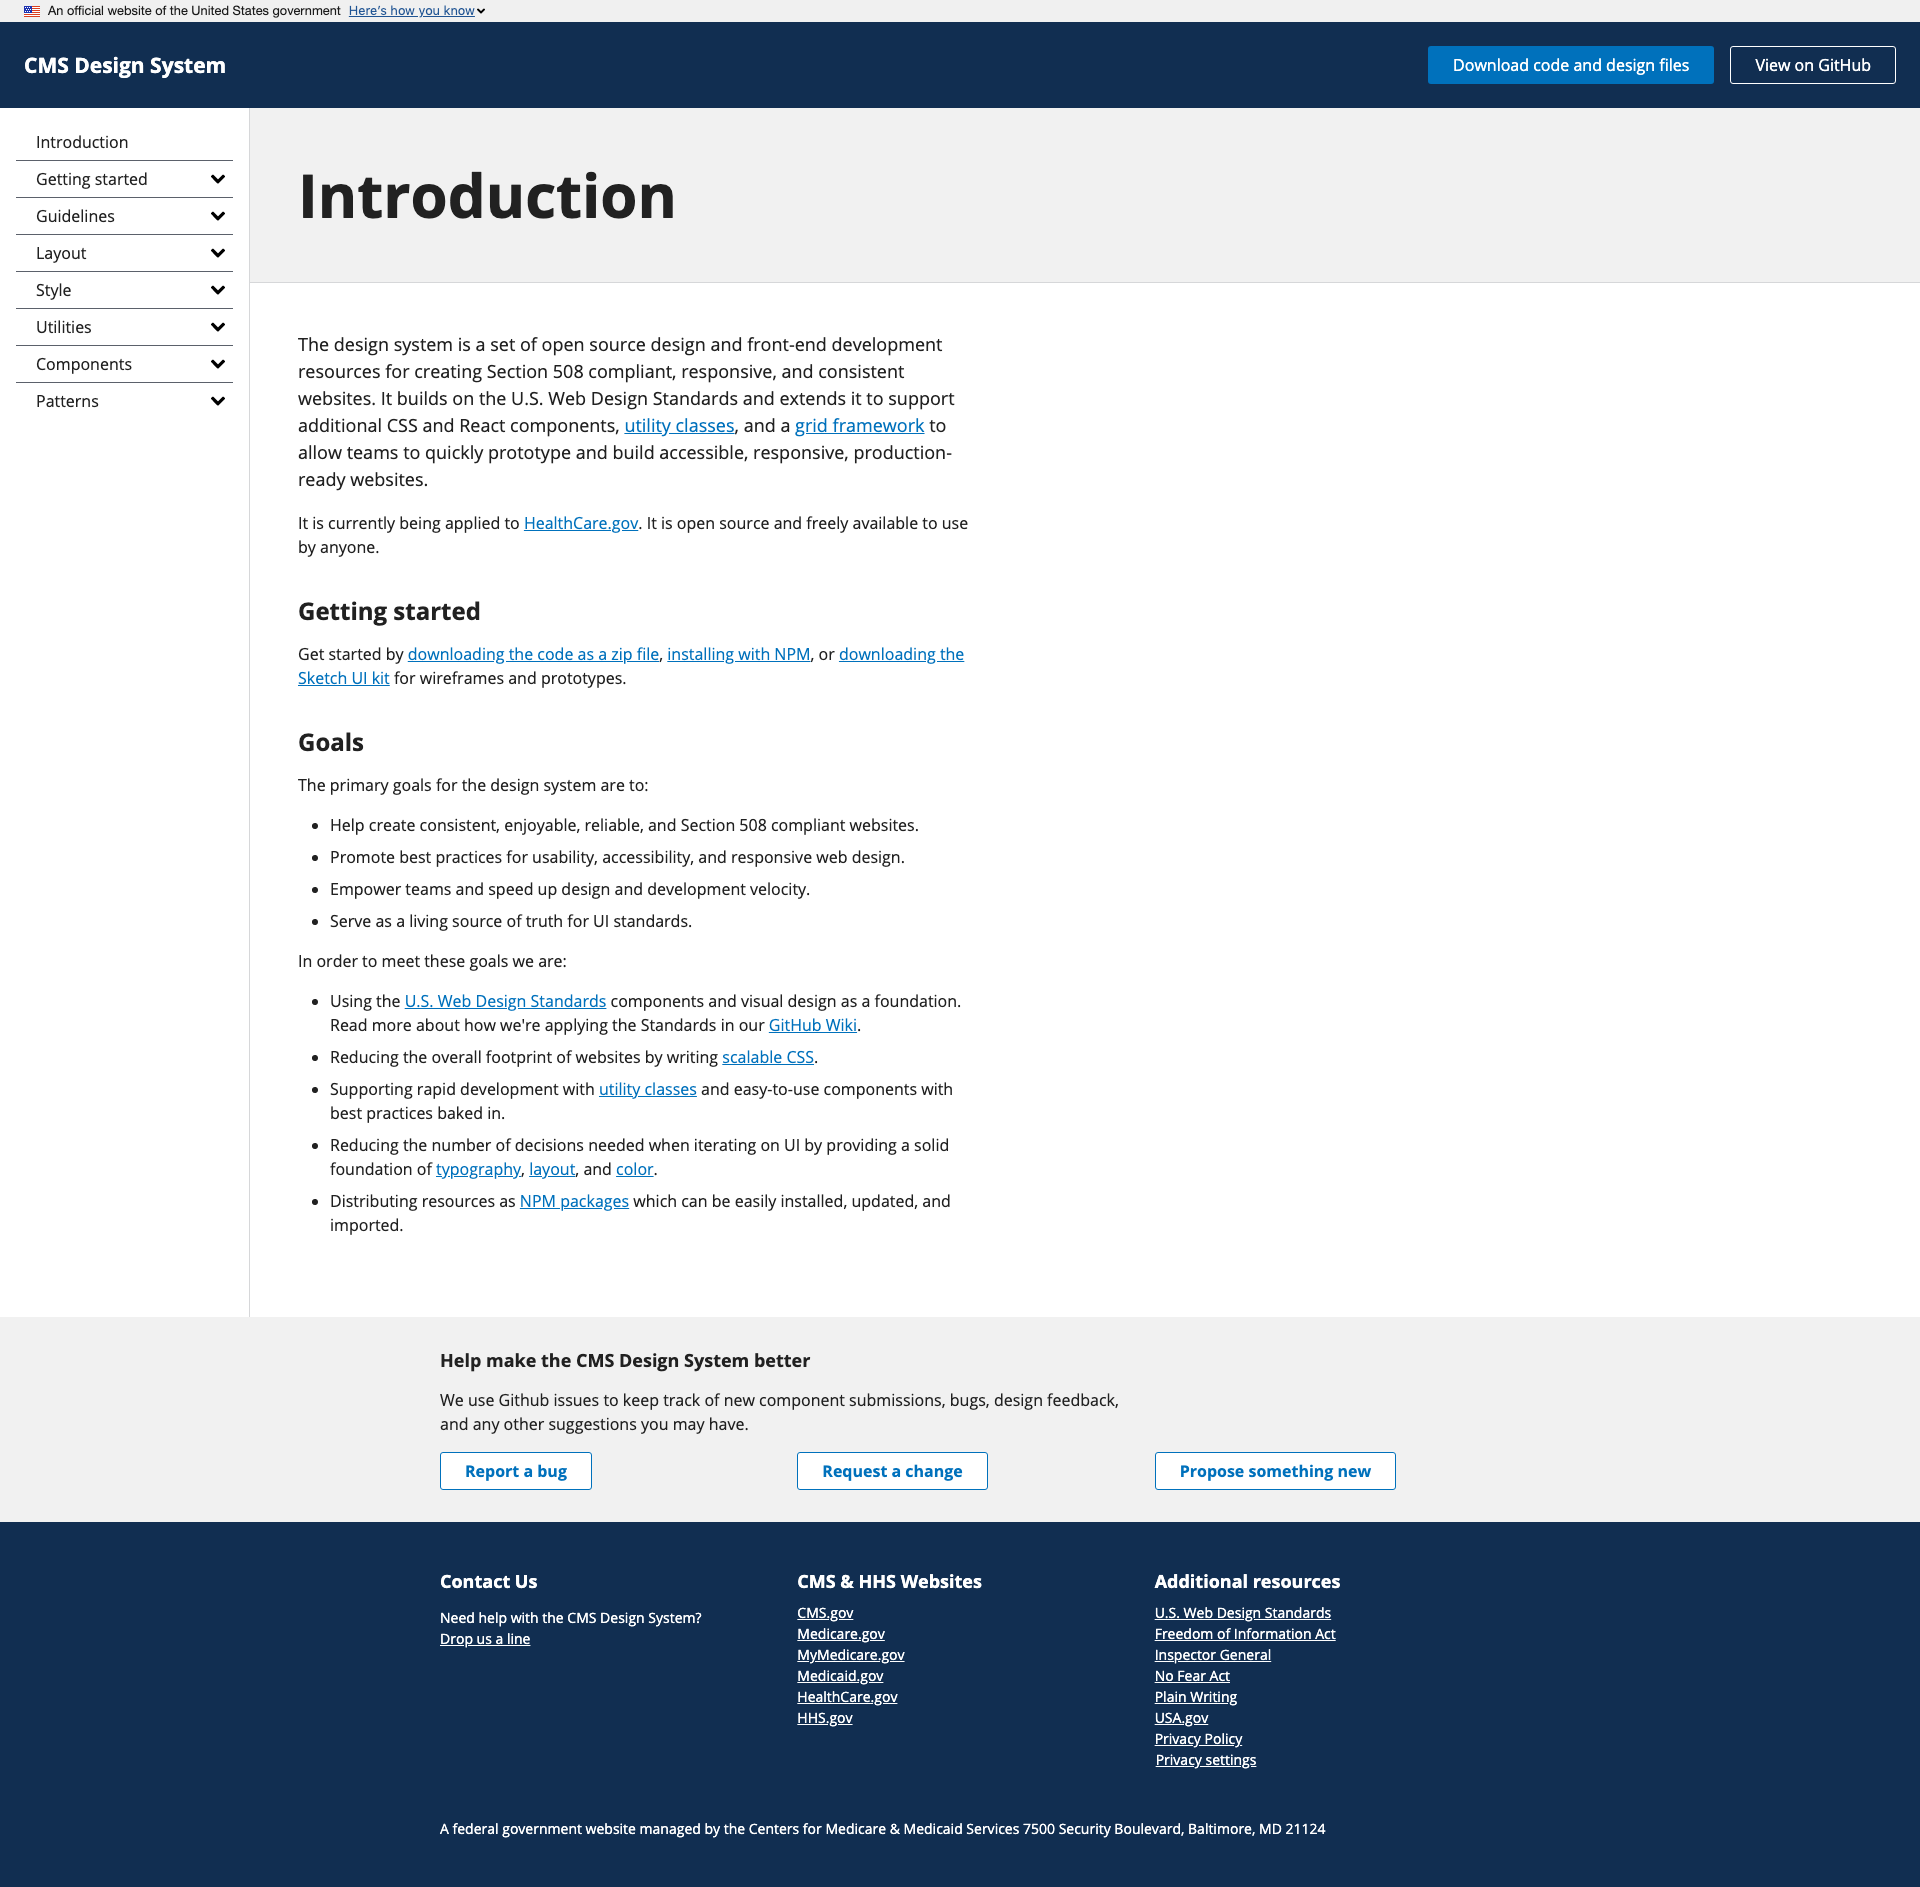 An official website of the United States government Here's how you know
CMS Design System
Download code and design files
View on GitHub
Introduction
Getting started
Guidelines
Layout
Style
Utilities
Components
Patterns
Introduction
The design system is a set of open source design and front-end development
resources for creating Section 508 compliant, responsive, and consistent
websites. It builds on the U.S. Web Design Standards and extends it to support
additional CSS and React components, utility classes, and a grid framework to
allow teams to quickly prototype and build accessible, responsive, production-
ready websites.
It is currently being applied to HealthCare.gov. It is open source and freely available to use
by anyone.
Getting started
Get started by downloading the code as a zip file, installing with NPM, or downloading the
Sketch UI kit for wireframes and prototypes.
Goals
The primary goals for the design system are to:
Help create consistent, enjoyable, reliable, and Section 508 compliant websites.
Promote best practices for usability, accessibility, and responsive web design.
Empower teams and speed up design and development velocity.
Serve as a living source of truth for UI standards.
In order to meet these goals we are:
Using the U.S. Web Design Standards components and visual design as a foundation.
Read more about how we're applying the Standards in our GitHub Wiki.
Reducing the overall footprint of websites by writing scalable CSS.
Supporting rapid development with utility classes and easy-to-use components with
best practices baked in.
Reducing the number of decisions needed when iterating on UI by providing a solid
foundation of typography, layout, and color.
Distributing resources as NPM packages which can be easily installed, updated, and
imported.
Help make the CMS Design System better
We use Github issues to keep track of new component submissions, bugs, design feedback,
and any other suggestions you may have.
Report a bug
Request a change
Propose something new
Contact Us
Need help with the CMS Design System?
Drop us a line
CMS & HHS Websites
CMS.gov
Medicare.gov
MyMedicare.gov
Medicaid.gov
HealthCare.gov
HHS.gov
Additional resources
U.S. Web Design Standards
Freedom of Information Act
Inspector General
No Fear Act
Plain Writing
USA.gov
Privacy Policy
Privacy settings
A federal government website managed by the Centers for Medicare & Medicaid Services 7500 Security Boulevard, Baltimore, MD 21124